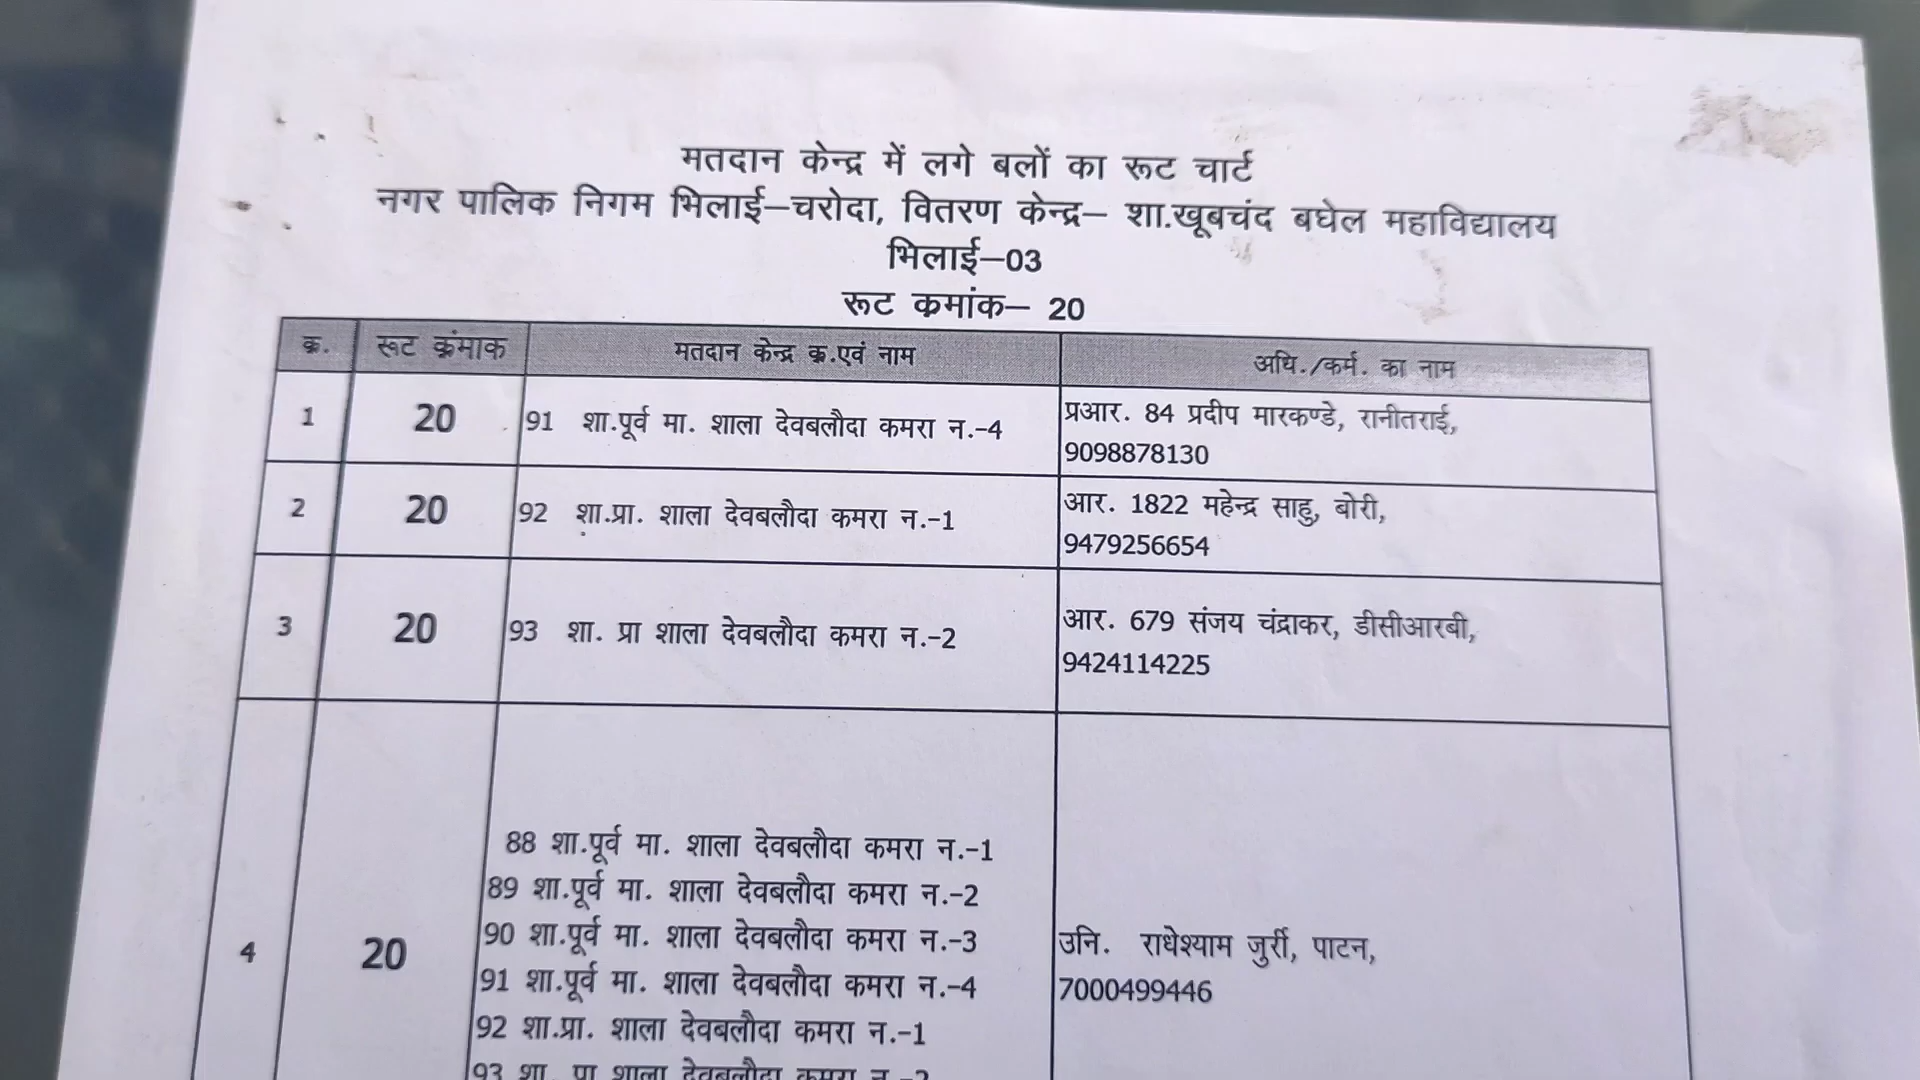 मतदान केन्द्र में लगे बलों का रूट चार्ट
नगर पालिक निगम भिलाई–चरोदा, वितरण केन्द्र– शा.खूबचंद बघेल महाविद्यालय
भिलाई–03
रूट क्रमांक– 20
क्र. रूट क्रंमाक मतदान केन्द्र क्र.एवं नाम अधि./कर्म. का नाम
1 20 91 शा.पूर्व मा. शाला देवबलौदा कमरा न.-4 प्रआर. 84 प्रदीप मारकण्डे, रानीतराई,
9098878130
2 20 92 शा.प्रा. शाला देवबलौदा कमरा न.-1 आर. 1822 महेन्द्र साहु, बोरी,
9479256654
3 20 93 शा. प्रा शाला देवबलौदा कमरा न.-2 आर. 679 संजय चंद्राकर, डीसीआरबी,
9424114225
88 शा.पूर्व मा. शाला देवबलौदा कमरा न.-1
89 शा.पूर्व मा. शाला देवबलौदा कमरा न.-2
90 शा.पूर्व मा. शाला देवबलौदा कमरा न.-3
4 20 91 शा.पूर्व मा. शाला देवबलौदा कमरा न.-4 उनि. राधेश्याम जुर्री, पाटन,
7000499446
92 शा.प्रा. शाला देवबलौदा कमरा न.-1
93 शा. प्रा शाला देवबलौदा कमरा न.-2